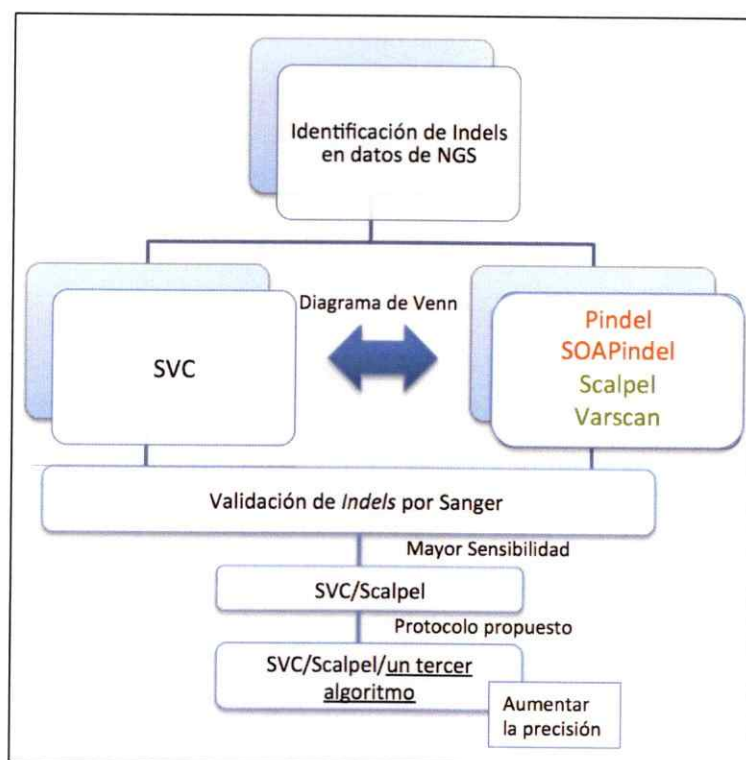 Identificación de Indels
en datos de NGS
Diagrama de Venn
SVC
Pindel
SOAPindel
Scalpel
Varscan
Validación de Indels por Sanger
Mayor Sensibilidad
SVC/Scalpel
Protocolo propuesto
SVC/Scalpel/un tercer
algoritmo
Aumentar
la precisión